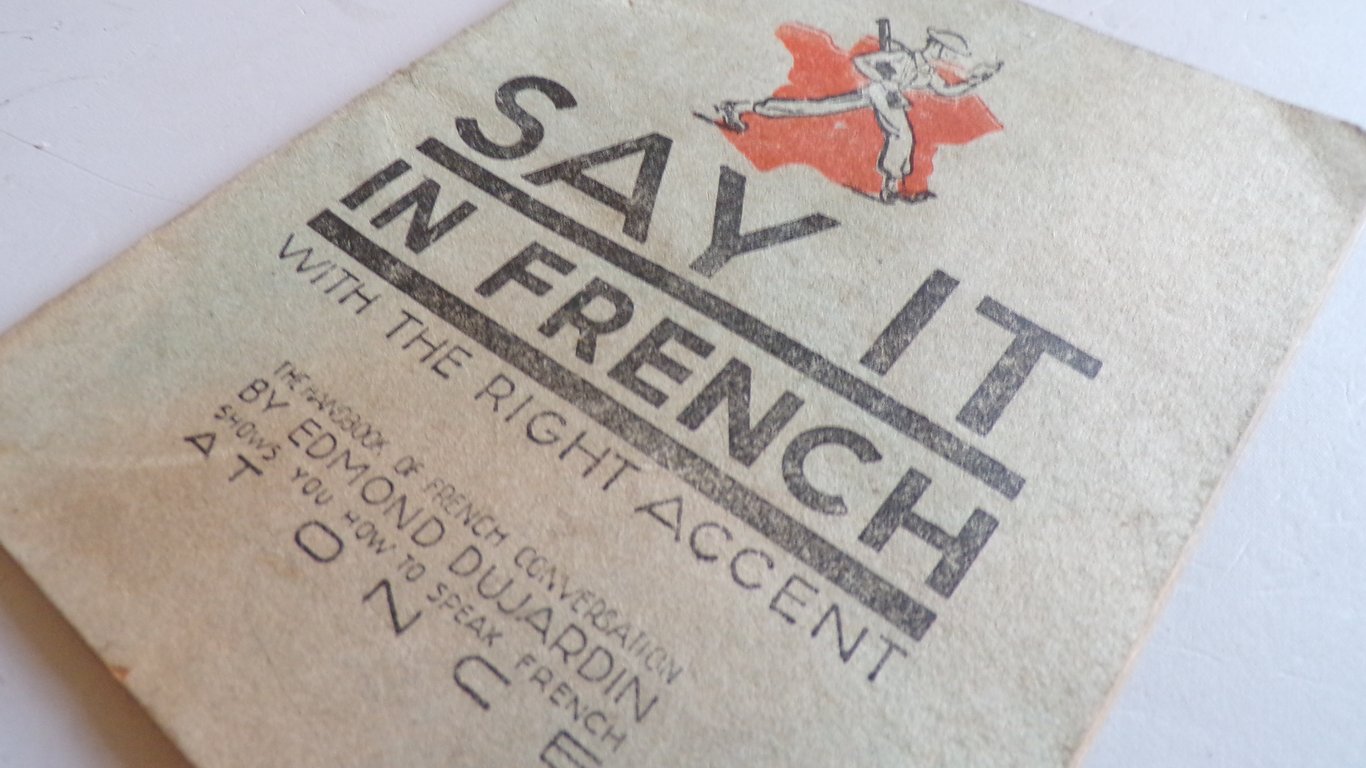 SAY IT
IN FRENCH
WITH THE RIGHT ACCENT
THE HANDBOOK OF FRENCH CONVERSATION
BY EDMOND DUJARDIN
SHOWS YOU HOW TO SPEAK FRENCH
AT ONCE